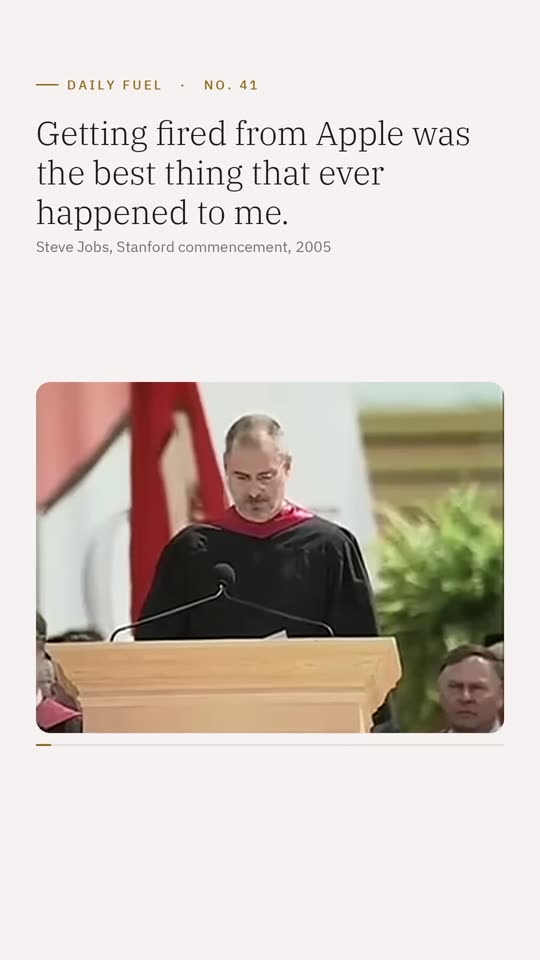 DAILY FUEL · NO. 41
Getting fired from Apple was
the best thing that ever
happened to me.
Steve Jobs, Stanford commencement, 2005